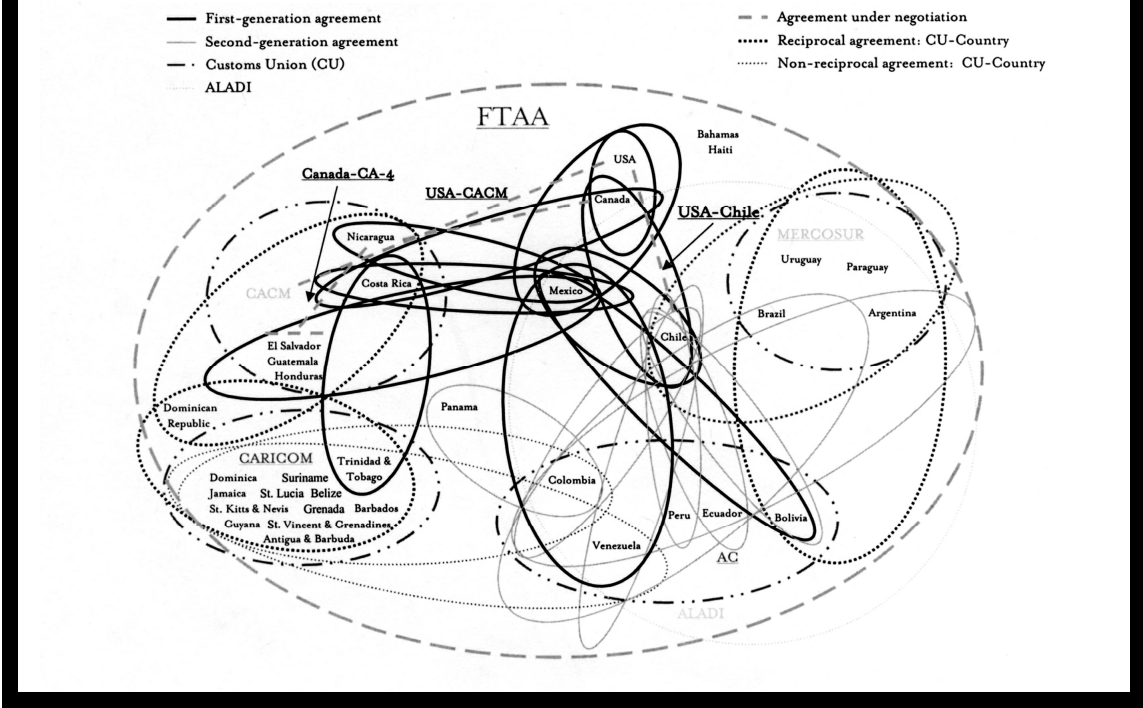 First-generation agreement
Second-generation agreement
Customs Union (CU)
ALADI
Agreement under negotiation
Reciprocal agreement: CU-Country
Non-reciprocal agreement: CU-Country
FTAA
Bahamas
Haiti
USA
Canada-CA-4
USA-CACM
Canada
USA-Chile
MERCOSUR
Nicaragua
Uruguay
Paraguay
Costa Rica
Mexico
CACM
Brazil
Argentina
Chile
El Salvador
Guatemala
Honduras
Dominican
Republic
Panama
CARICOM
Trinidad &
Tobago
Dominica Suriname
Jamaica St. Lucia Belize
St. Kitts & Nevis Grenada Barbados
Guyana St. Vincent & Grenadines
Antigua & Barbuda
Colombia
Peru
Ecuador
Bolivia
Venezuela
AC
ALADI